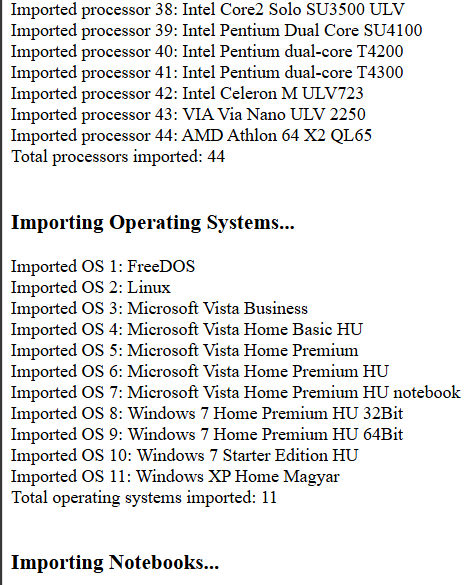 Imported processor 38: Intel Core2 Solo SU3500 ULV
Imported processor 39: Intel Pentium Dual Core SU4100
Imported processor 40: Intel Pentium dual-core T4200
Imported processor 41: Intel Pentium dual-core T4300
Imported processor 42: Intel Celeron M ULV723
Imported processor 43: VIA Via Nano ULV 2250
Imported processor 44: AMD Athlon 64 X2 QL65
Total processors imported: 44
Importing Operating Systems...
Imported OS 1: FreeDOS
Imported OS 2: Linux
Imported OS 3: Microsoft Vista Business
Imported OS 4: Microsoft Vista Home Basic HU
Imported OS 5: Microsoft Vista Home Premium
Imported OS 6: Microsoft Vista Home Premium HU
Imported OS 7: Microsoft Vista Home Premium HU notebook
Imported OS 8: Windows 7 Home Premium HU 32Bit
Imported OS 9: Windows 7 Home Premium HU 64Bit
Imported OS 10: Windows 7 Starter Edition HU
Imported OS 11: Windows XP Home Magyar
Total operating systems imported: 11
Importing Notebooks...